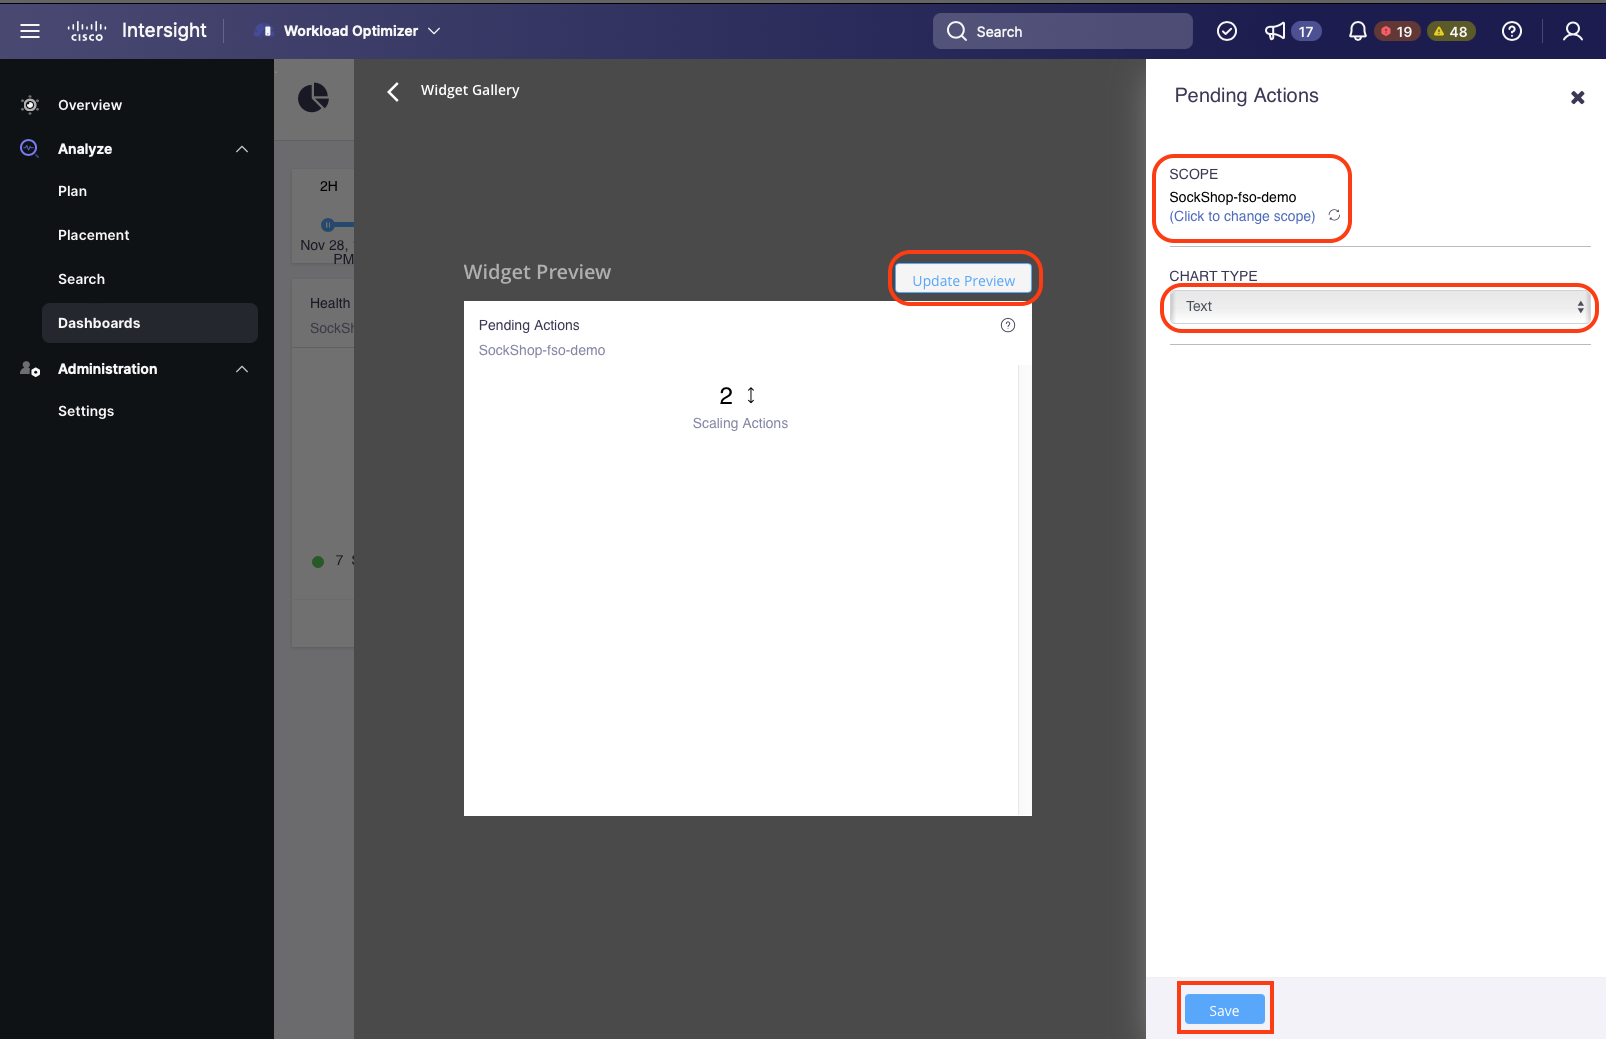 CISCO Intersight
Workload Optimizer
Search
17
19
48
Overview
Analyze
Plan
Placement
Search
Dashboards
Administration
Settings
2H
Nov 28,
PM
Health
7
Widget Gallery
Widget Preview
Update Preview
Pending Actions
SockShop-fso-demo
2
Scaling Actions
Pending Actions
SCOPE
SockShop-fso-demo
(Click to change scope)
CHART TYPE
Text
Save